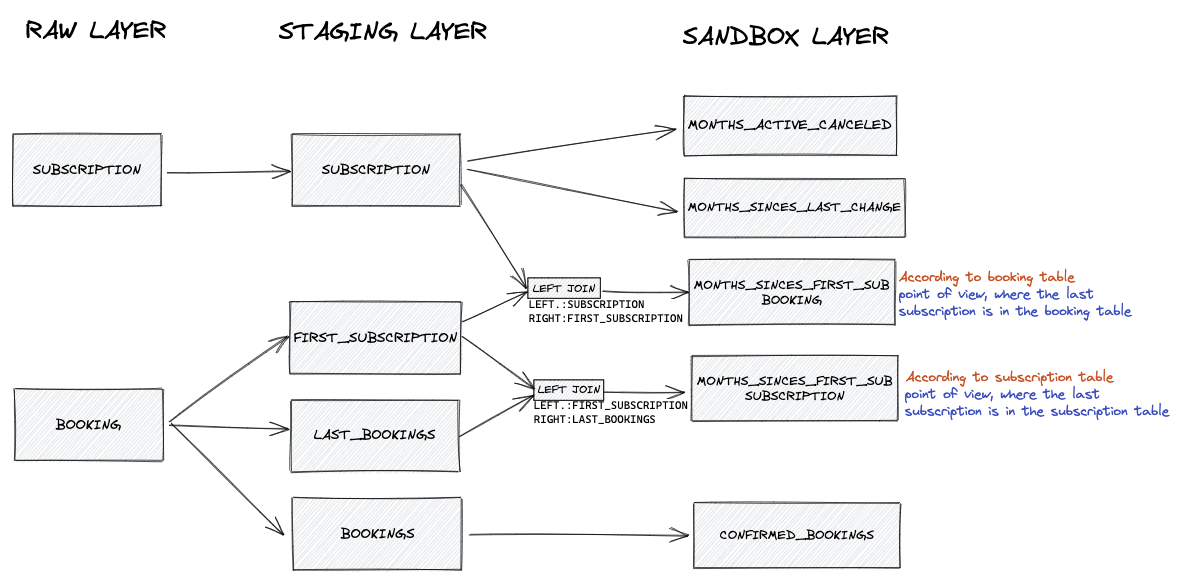 RAW LAYER
STAGING LAYER
SANDBOX LAYER
MONTHS_ACTIVE_CANCELED
SUBSCRIPTION
SUBSCRIPTION
MONTHS_SINCES_LAST_CHANGE
LEFT JOIN
LEFT.:SUBSCRIPTION
RIGHT:FIRST_SUBSCRIPTION
MONTHS_SINCES_FIRST_SUB
BOOKING
According to booking table
point of view, where the last
subscription is in the booking table
FIRST_SUBSCRIPTION
LEFT JOIN
LEFT.:FIRST_SUBSCRIPTION
RIGHT:LAST_BOOKINGS
MONTHS_SINCES_FIRST_SUB
SUBSCRIPTION
According to subscription table
point of view, where the last
subscription is in the subscription table
BOOKING
LAST_BOOKINGS
BOOKINGS
CONFIRMED_BOOKINGS